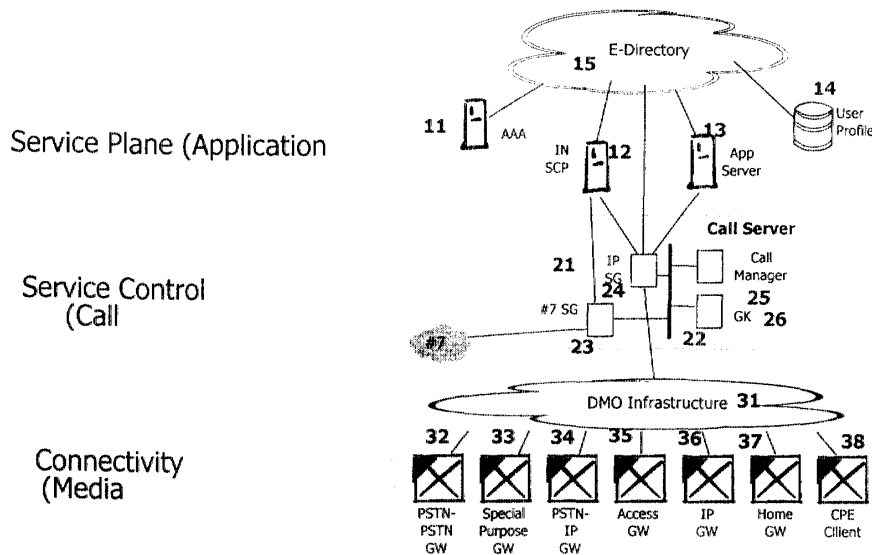 E-Directory
15
14
User
Profile
11
AAA
Service Plane (Application
IN
SCP
12
13
App
Server
Call Server
21
IP
SG
24
Call
Manager
Service Control
(Call
#7 SG
25
GK
26
#7
23
22
DMO Infrastructure 31
32
33
34
35
36
37
38
Connectivity
(Media
PSTN-
PSTN
GW
Special
Purpose
GW
PSTN-
IP
GW
Access
GW
IP
GW
Home
GW
CPE
Cilient